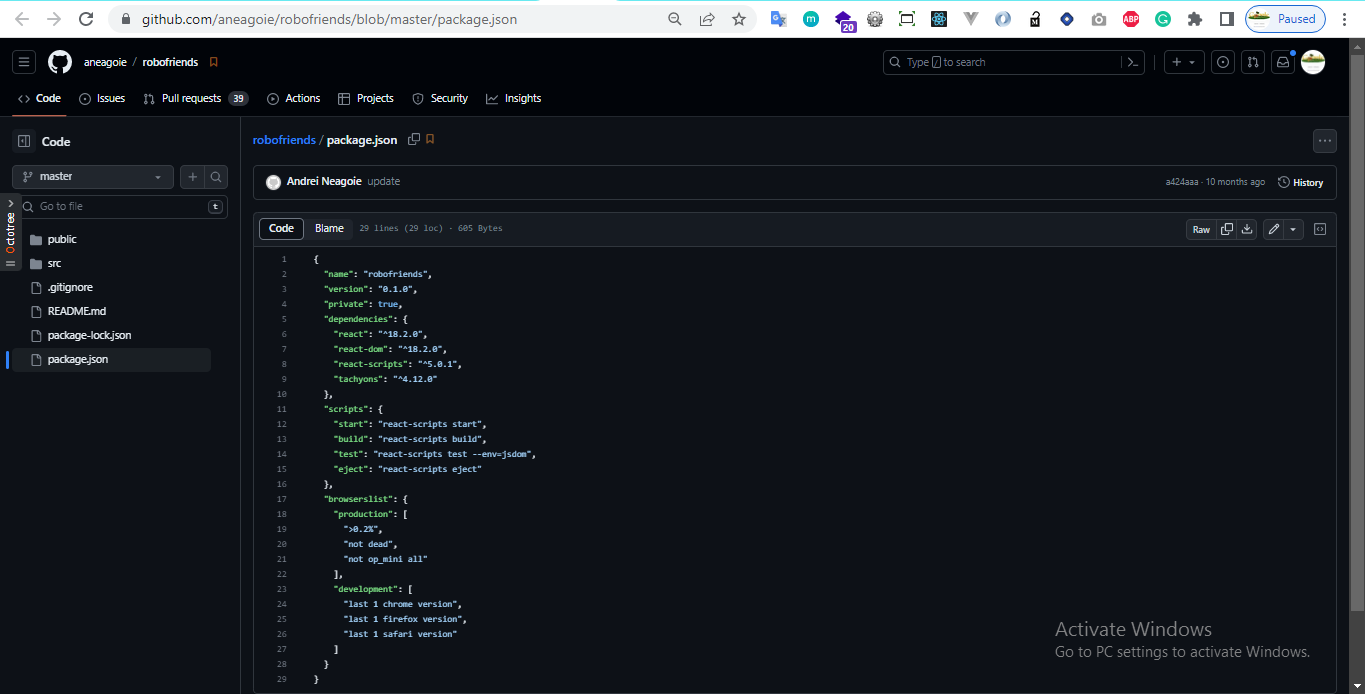 github.com/aneagoie/robofriends/blob/master/package.json
20
M
ABP
Paused
aneagoie / robofriends
Type / to search
Code
Issues
Pull requests 39
Actions
Projects
Security
Insights
Code
master
Go to file t
Octotree
public
src
.gitignore
README.md
package-lock.json
package.json
robofriends / package.json
Andrei Neagoie update
a424aaa · 10 months ago
History
Code
Blame
29 lines (29 loc) · 605 Bytes
Raw
1 {
2 "name": "robofriends",
3 "version": "0.1.0",
4 "private": true,
5 "dependencies": {
6 "react": "^18.2.0",
7 "react-dom": "^18.2.0",
8 "react-scripts": "^5.0.1",
9 "tachyons": "^4.12.0"
10 },
11 "scripts": {
12 "start": "react-scripts start",
13 "build": "react-scripts build",
14 "test": "react-scripts test --env=jsdom",
15 "eject": "react-scripts eject"
16 },
17 "browserslist": {
18 "production": [
19 ">0.2%",
20 "not dead",
21 "not op_mini all"
22 ],
23 "development": [
24 "last 1 chrome version",
25 "last 1 firefox version",
26 "last 1 safari version"
27 ]
28 }
29 }
Activate Windows
Go to PC settings to activate Windows.